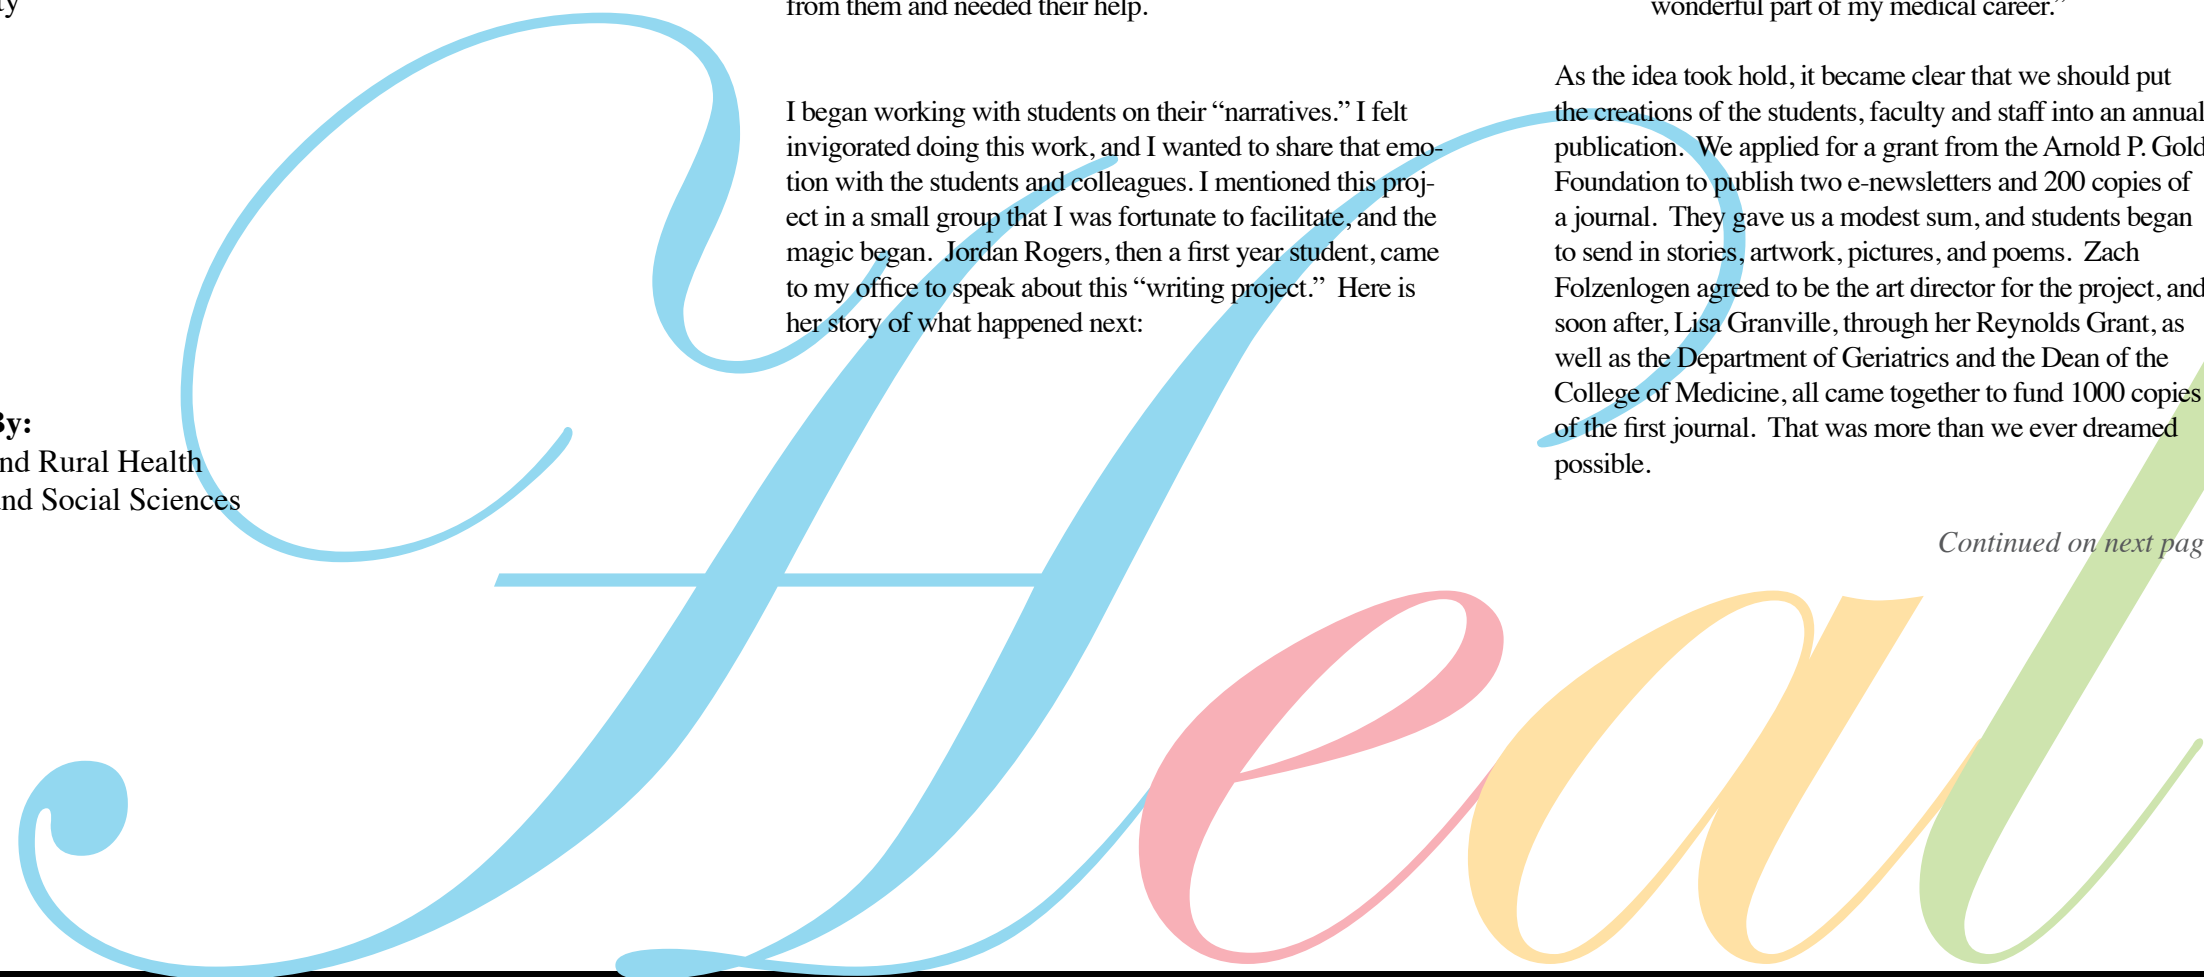 ty
By:
nd Rural Health
and Social Sciences
from them and needed their help.
I began working with students on their “narratives.” I felt
invigorated doing this work, and I wanted to share that emo-
tion with the students and colleagues. I mentioned this proj-
ect in a small group that I was fortunate to facilitate, and the
magic began.  Jordan Rogers, then a first year student, came
to my office to speak about this “writing project.”  Here is
her story of what happened next:
wonderful part of my medical career.”
As the idea took hold, it became clear that we should put
the creations of the students, faculty and staff into an annual
publication.  We applied for a grant from the Arnold P. Gold
Foundation to publish two e-newsletters and 200 copies of
a journal.  They gave us a modest sum, and students began
to send in stories, artwork, pictures, and poems.  Zach
Folzenlogen agreed to be the art director for the project, and
soon after, Lisa Granville, through her Reynolds Grant, as
well as the Department of Geriatrics and the Dean of the
College of Medicine, all came together to fund 1000 copies
of the first journal.  That was more than we ever dreamed
possible.
Continued on next pag
Heal